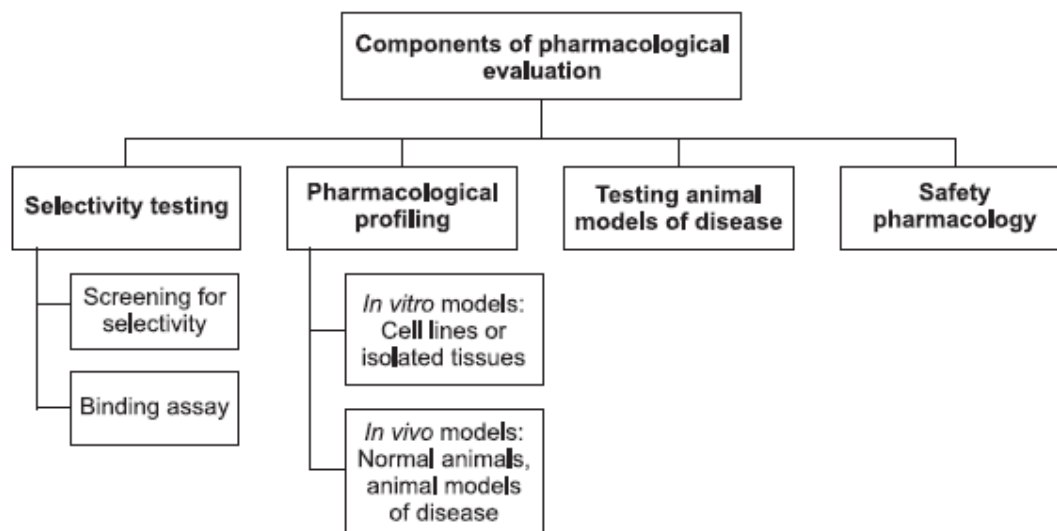 Components of pharmacological
evaluation
Selectivity testing
Pharmacological
profiling
Testing animal
models of disease
Safety
pharmacology
Screening for
selectivity
Binding assay
In vitro models:
Cell lines or
isolated tissues
In vivo models:
Normal animals,
animal models
of disease